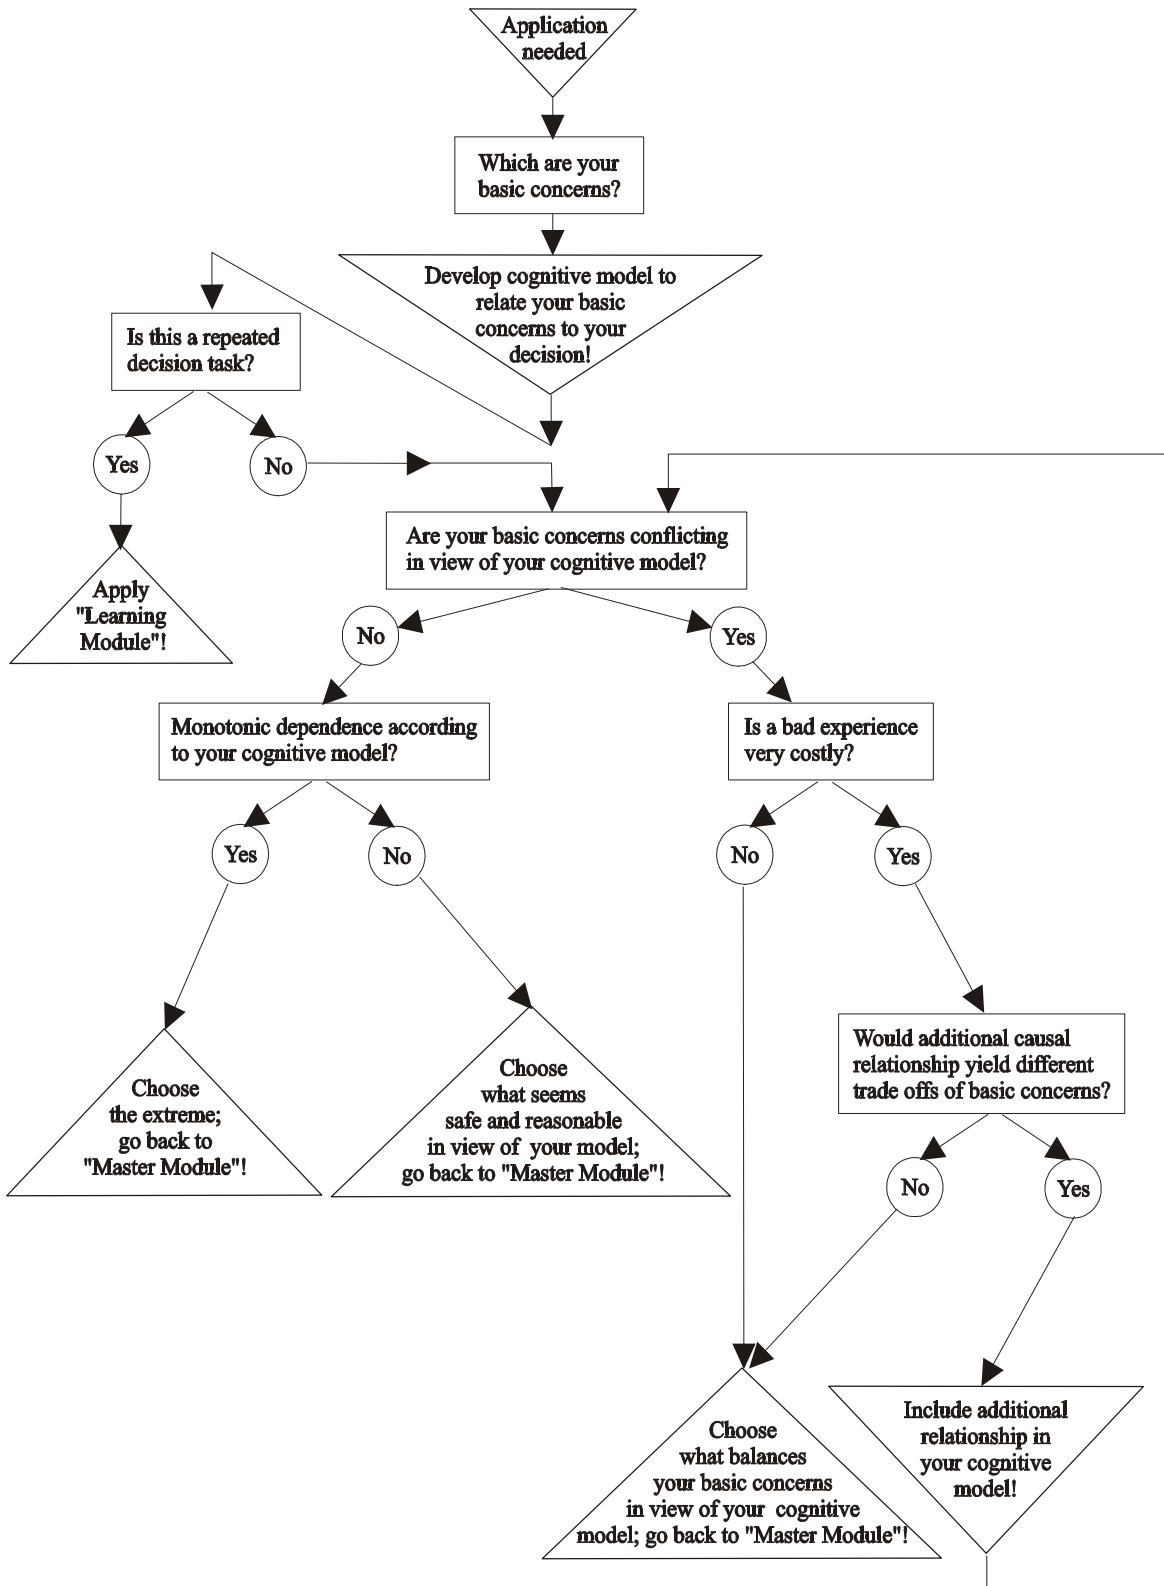 Application
needed
Which are your
basic concerns?
Develop cognitive model to
relate your basic
concerns to your
decision!
Is this a repeated
decision task?
Yes
No
Apply
"Learning
Module"!
Are your basic concerns conflicting
in view of your cognitive model?
No
Yes
Monotonic dependence according
to your cognitive model?
Is a bad experience
very costly?
Yes
No
No
Yes
Choose
the extreme;
go back to
"Master Module"!
Choose
what seems
safe and reasonable
in view of your model;
go back to "Master Module"!
Would additional causal
relationship yield different
trade offs of basic concerns?
No
Yes
Choose
what balances
your basic concerns
in view of your cognitive
model; go back to "Master Module"!
Include additional
relationship in
your cognitive
model!